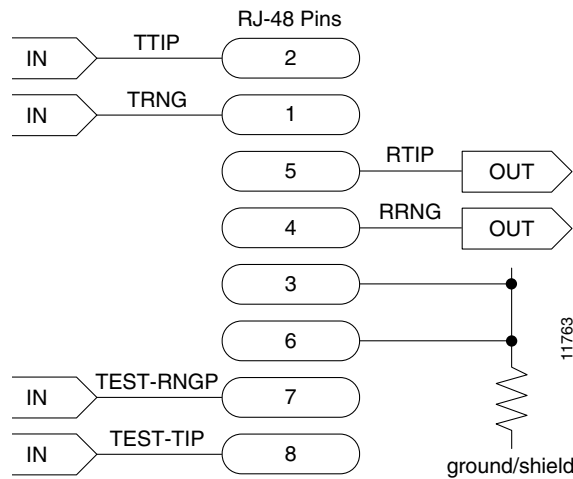 RJ-48 Pins
IN TTIP 2
IN TRNG 1
5 RTIP OUT
4 RRNG OUT
3
6
11763
IN TEST-RNGP 7
IN TEST-TIP 8
ground/shield